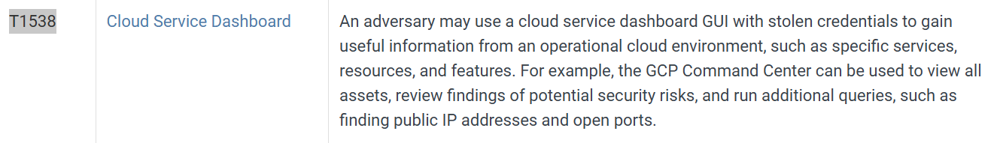 T1538 Cloud Service Dashboard An adversary may use a cloud service dashboard GUI with stolen credentials to gain
useful information from an operational cloud environment, such as specific services,
resources, and features. For example, the GCP Command Center can be used to view all
assets, review findings of potential security risks, and run additional queries, such as
finding public IP addresses and open ports.